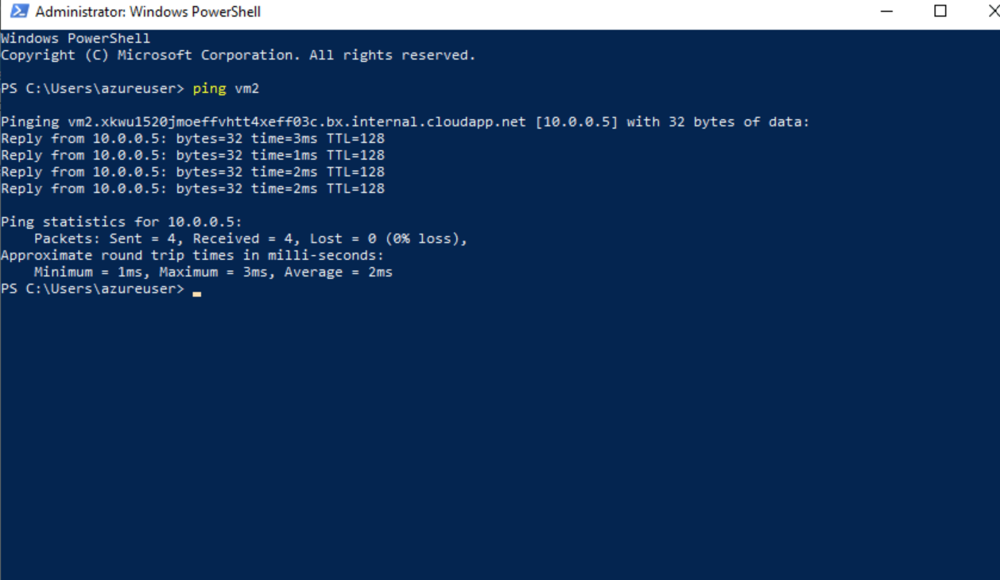 Administrator: Windows PowerShell
Windows PowerShell
Copyright (C) Microsoft Corporation. All rights reserved.
PS C:\Users\azureuser> ping vm2
Pinging vm2.xkwu1520jmoeffvhtt4xeff03c.bx.internal.cloudapp.net [10.0.0.5] with 32 bytes of data:
Reply from 10.0.0.5: bytes=32 time=3ms TTL=128
Reply from 10.0.0.5: bytes=32 time=1ms TTL=128
Reply from 10.0.0.5: bytes=32 time=2ms TTL=128
Reply from 10.0.0.5: bytes=32 time=2ms TTL=128
Ping statistics for 10.0.0.5:
    Packets: Sent = 4, Received = 4, Lost = 0 (0% loss),
Approximate round trip times in milli-seconds:
    Minimum = 1ms, Maximum = 3ms, Average = 2ms
PS C:\Users\azureuser>